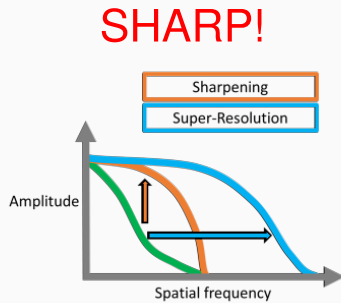 SHARP!
Sharpening
Super-Resolution
Amplitude
Spatial frequency